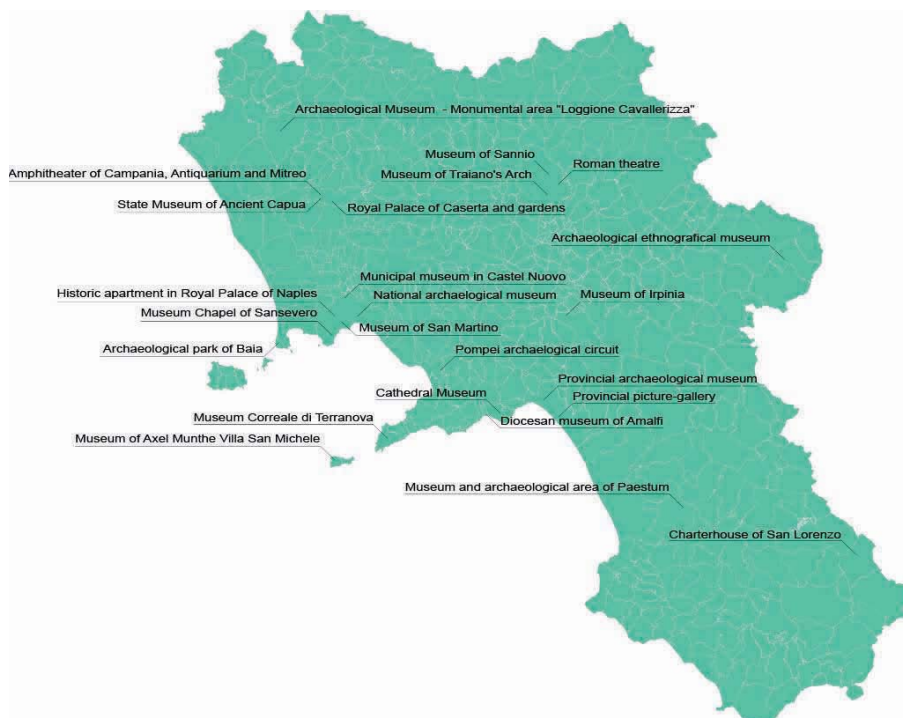 Archaeological Museum - Monumental area "Loggione Cavallerizza"
Museum of Sannio
Roman theatre
Amphitheater of Campania, Antiquarium and Mitreo
Museum of Traiano's Arch
State Museum of Ancient Capua
Royal Palace of Caserta and gardens
Archaeological ethnografical museum
Municipal museum in Castel Nuovo
Historic apartment in Royal Palace of Naples
National archaelogical museum
Museum of Irpinia
Museum Chapel of Sansevero
Museum of San Martino
Archaeological park of Baia
Pompei archaelogical circuit
Provincial archaelogical museum
Cathedral Museum
Provincial picture-gallery
Museum Correale di Terranova
Diocesan museum of Amalfi
Museum of Axel Munthe Villa San Michele
Museum and archaeological area of Paestum
Charterhouse of San Lorenzo